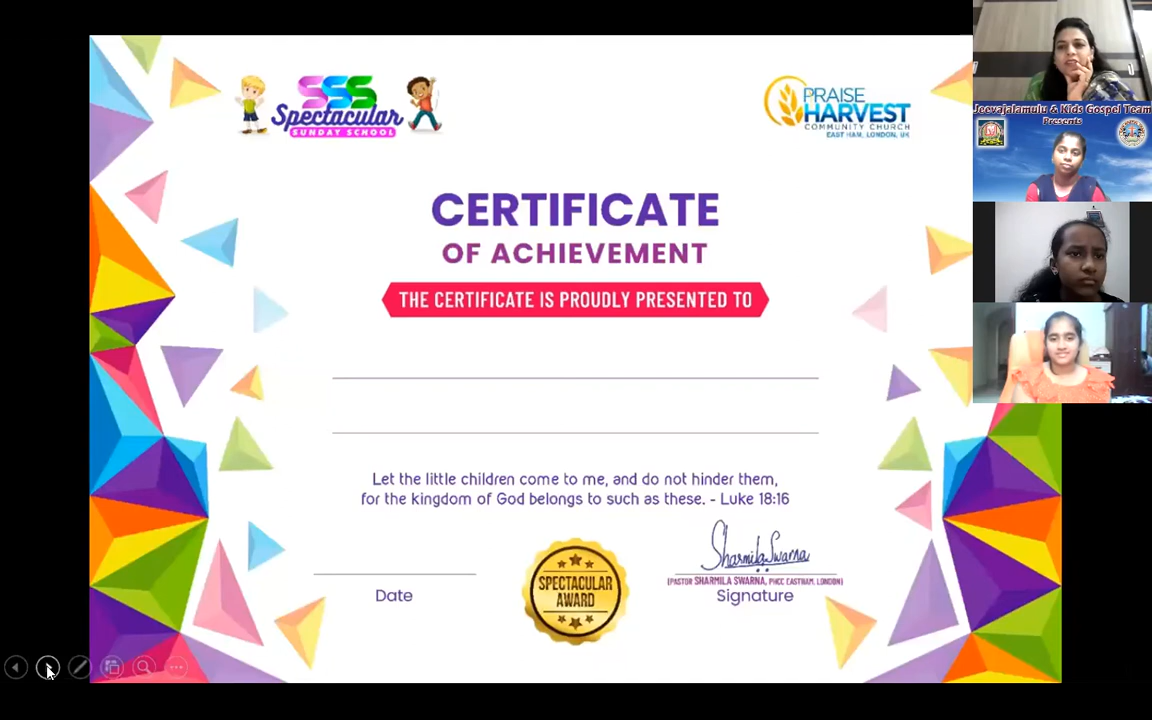 SSS
Spectacular
SUNDAY SCHOOL
PRAISE
HARVEST
COMMUNITY CHURCH
EAST HAM, LONDON, UK
CERTIFICATE
OF ACHIEVEMENT
THE CERTIFICATE IS PROUDLY PRESENTED TO
Let the little children come to me, and do not hinder them,
for the kingdom of God belongs to such as these. - Luke 18:16
Date
SPECTACULAR
AWARD
Sharmila Swarna
(PASTOR SHARMILA SWARNA, PHCC EASTHAM, LONDON)
Signature
Jeevajalamulu & Kids Gospel Team
Presents